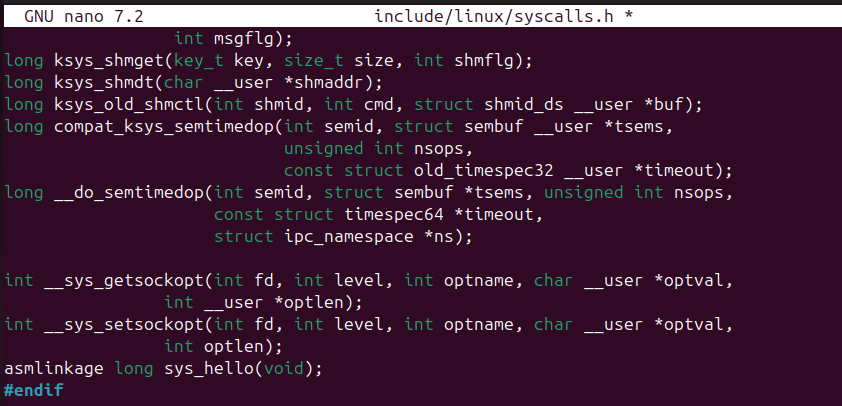 GNU nano 7.2 include/linux/syscalls.h *
int msgflg);
long ksys_shmget(key_t key, size_t size, int shmflg);
long ksys_shmdt(char __user *shmaddr);
long ksys_old_shmctl(int shmid, int cmd, struct shmid_ds __user *buf);
long compat_ksys_semtimedop(int semid, struct sembuf __user *tsems,
unsigned int nsops,
const struct old_timespec32 __user *timeout);
long __do_semtimedop(int semid, struct sembuf *tsems, unsigned int nsops,
const struct timespec64 *timeout,
struct ipc_namespace *ns);
int __sys_getsockopt(int fd, int level, int optname, char __user *optval,
int __user *optlen);
int __sys_setsockopt(int fd, int level, int optname, char __user *optval,
int optlen);
asmlinkage long sys_hello(void);
#endif